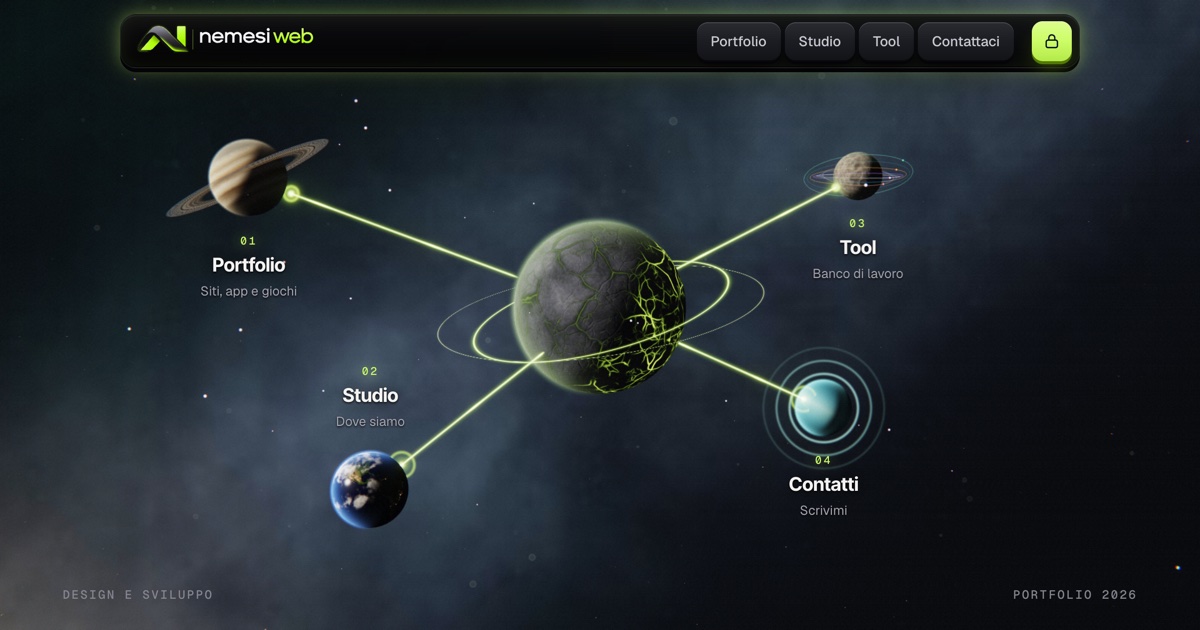 nemesi web
Portfolio
Studio
Tool
Contattaci
01
Portfolio
Siti, app e giochi
03
Tool
Banco di lavoro
02
Studio
Dove siamo
04
Contatti
Scrivimi
DESIGN E SVILUPPO
PORTFOLIO 2026